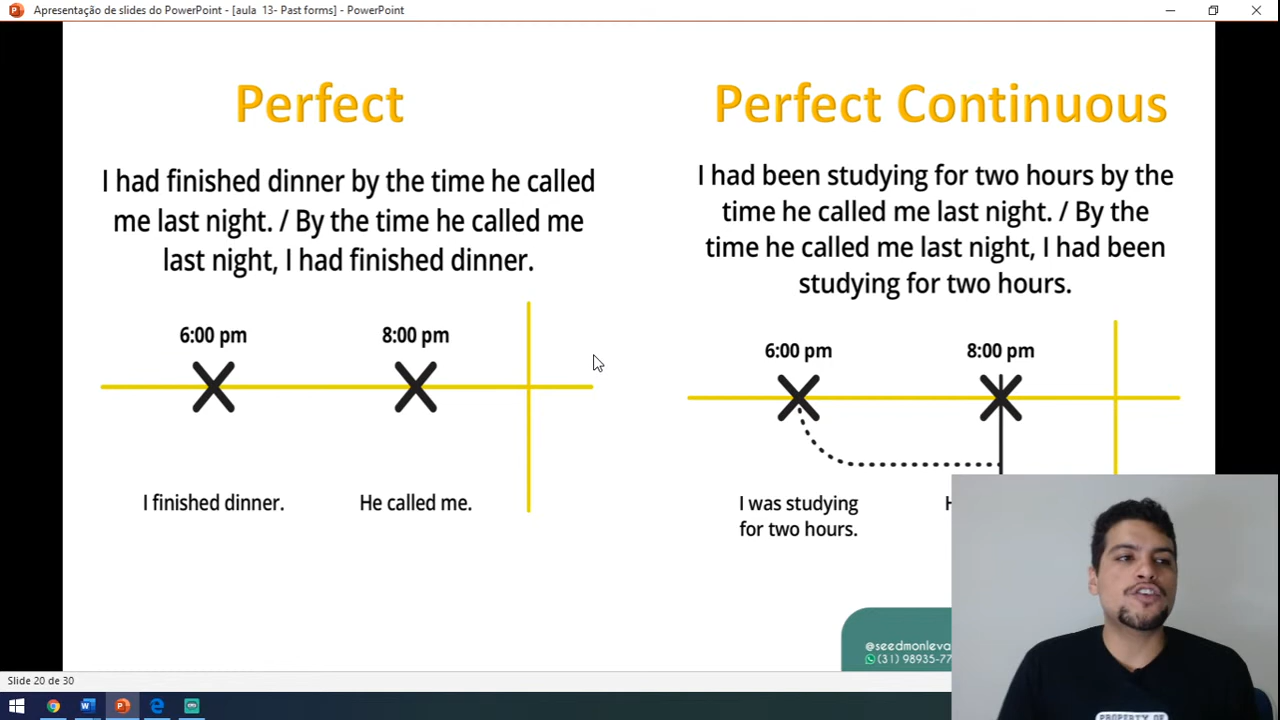 Apresentação de slides do PowerPoint - [aula  13- Past forms] - PowerPoint
Perfect
I had finished dinner by the time he called
me last night. / By the time he called me
last night, I had finished dinner.
6:00 pm
8:00 pm
I finished dinner.
He called me.
Perfect Continuous
I had been studying for two hours by the
time he called me last night. / By the
time he called me last night, I had been
studying for two hours.
6:00 pm
8:00 pm
I was studying
for two hours.
PROPERTY OF
Slide 20 de 30